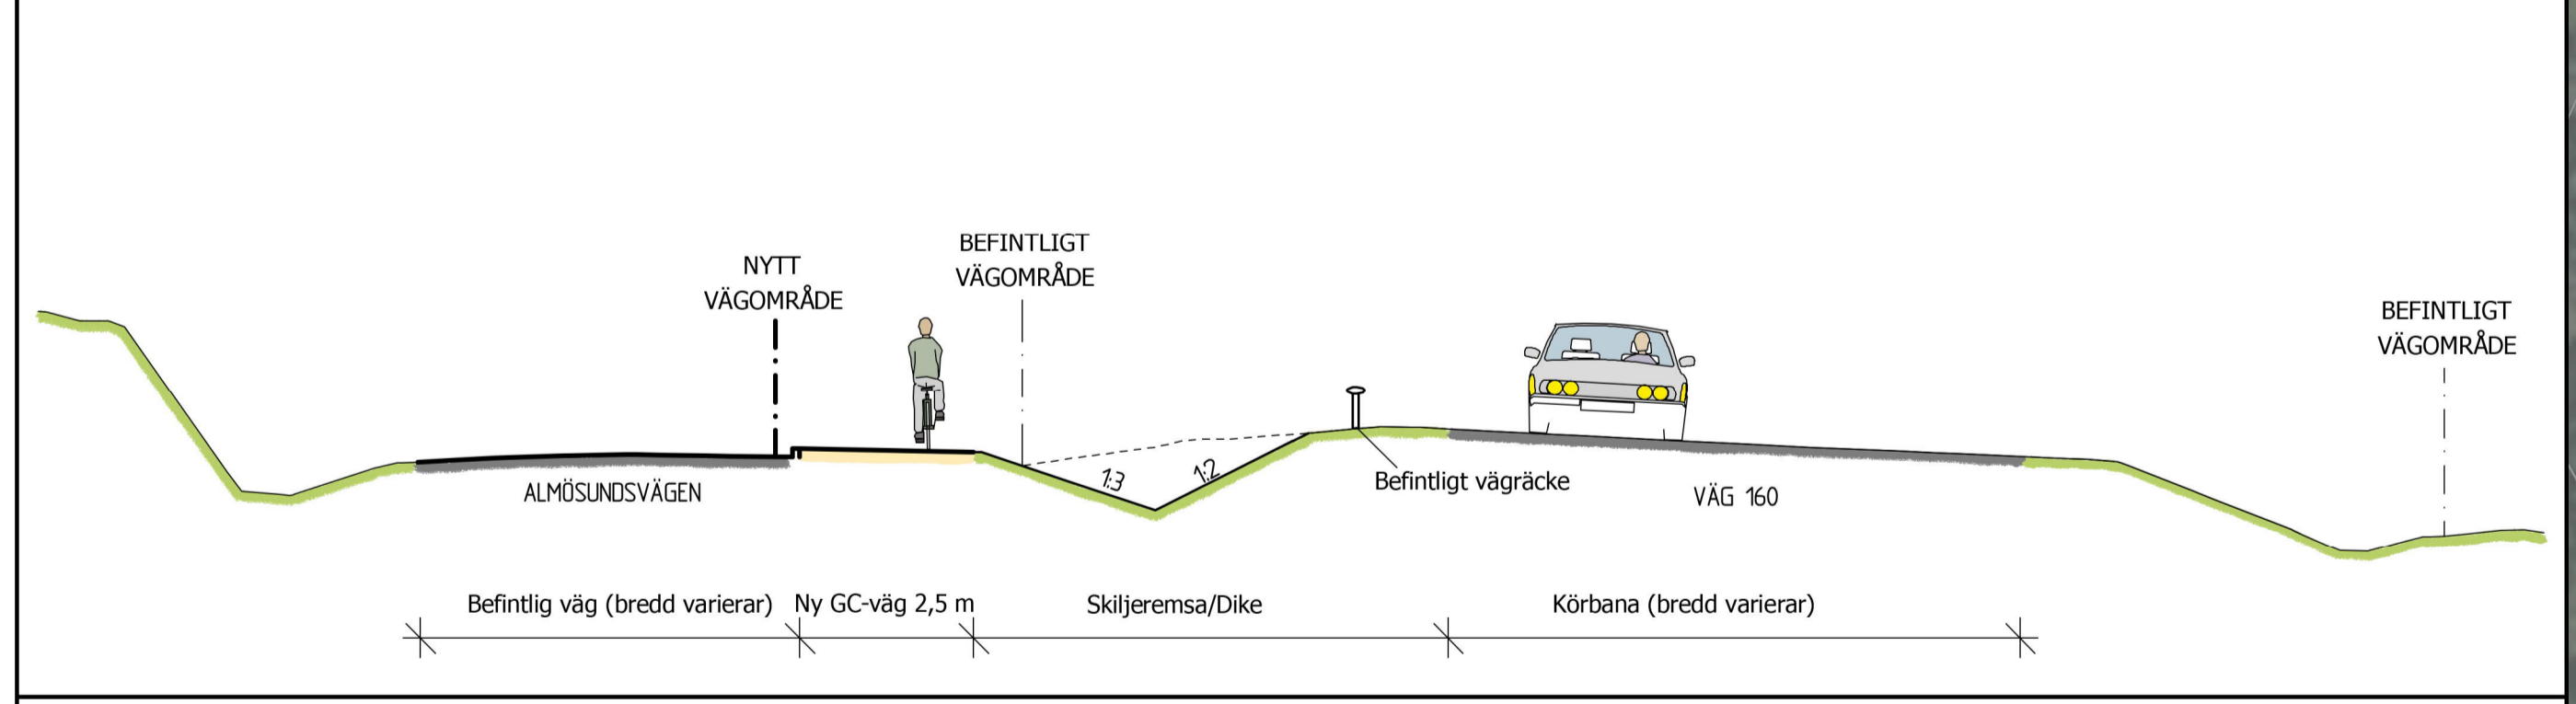 NYTT
VÄGOMRÅDE
BEFINTLIGT
VÄGOMRÅDE
BEFINTLIGT
VÄGOMRÅDE
1:3
1:2
Befintligt vägräcke
ALMÖSUNDSVÄGEN
VÄG 160
Befintlig väg (bredd varierar)
Ny GC-väg 2,5 m
Skiljeremsa/Dike
Körbana (bredd varierar)